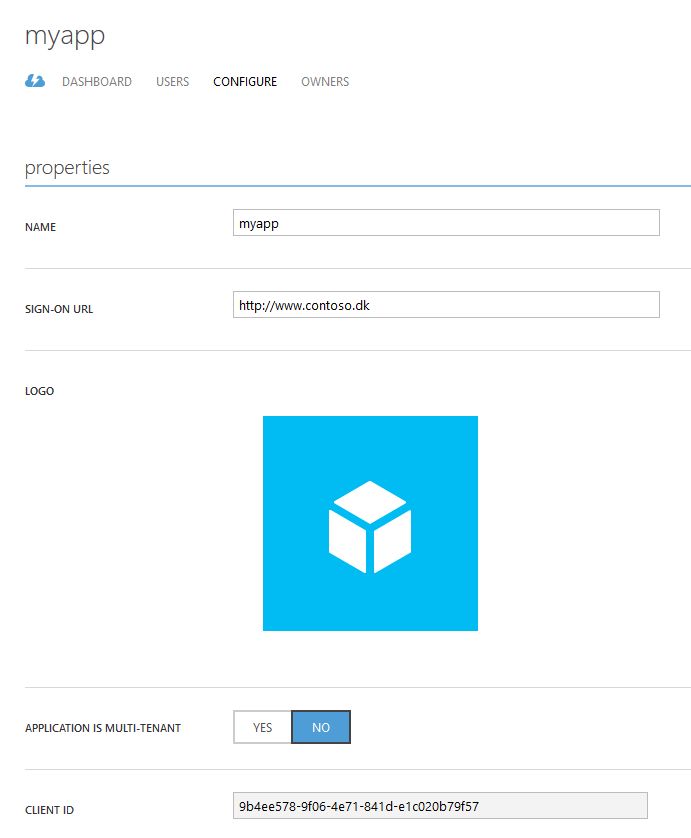 myapp
DASHBOARD USERS CONFIGURE OWNERS
properties
NAME myapp
SIGN-ON URL http://www.contoso.dk
LOGO
APPLICATION IS MULTI-TENANT YES NO
CLIENT ID 9b4ee578-9f06-4e71-841d-e1c020b79f57